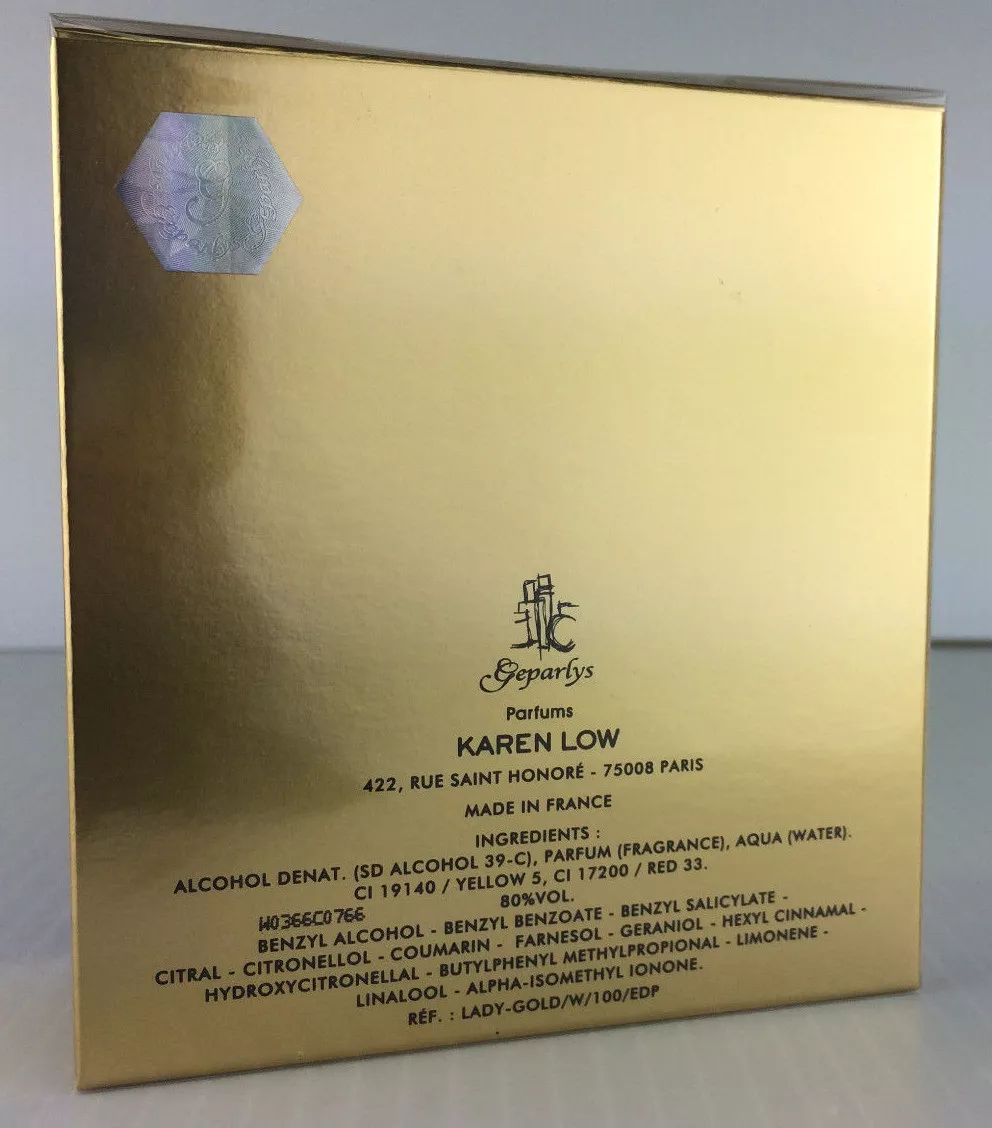 Geparlys
Geparlys
Parfums
KAREN LOW
422, RUE SAINT HONORÉ - 75008 PARIS
MADE IN FRANCE
INGREDIENTS :
ALCOHOL DENAT. (SD ALCOHOL 39-C), PARFUM (FRAGRANCE), AQUA (WATER).
CI 19140 / YELLOW 5, CI 17200 / RED 33.
80%VOL.
W0366C0766
BENZYL ALCOHOL - BENZYL BENZOATE - BENZYL SALICYLATE -
CITRAL - CITRONELLOL - COUMARIN - FARNESOL - GERANIOL - HEXYL CINNAMAL -
HYDROXYCITRONELLAL - BUTYLPHENYL METHYLPROPIONAL - LIMONENE -
LINALOOL - ALPHA-ISOMETHYL IONONE.
RÉF. : LADY-GOLD/W/100/EDP